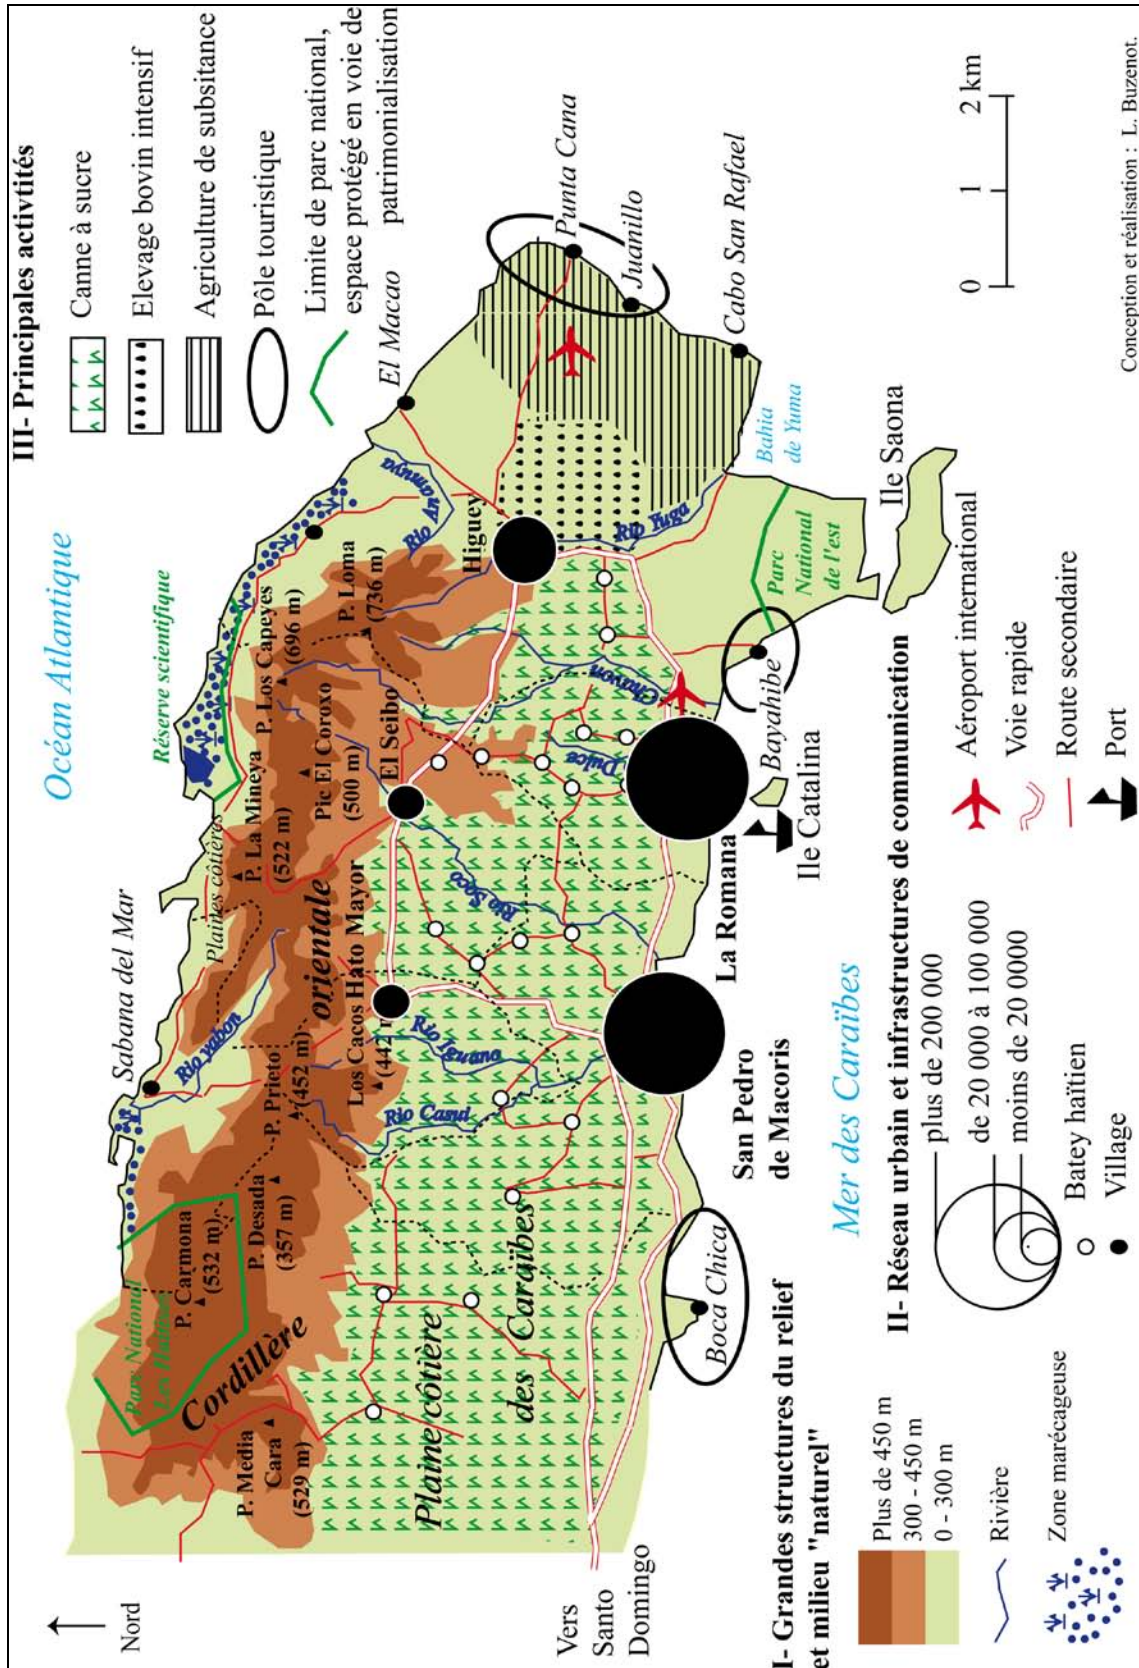 III- Principales activtités
Canne à sucre
Elevage bovin intensif
Agriculture de subsitance
Pôle touristique
Limite de parc national,
espace protégé en voie de
patrimonialisation
Océan Atlantique
Nord
Sabana del Mar
Réserve scientifique
El Macao
Plaines côtières
Rio yabon
P. La Mineya
(522 m)
P. Los Capeyes
(696 m)
Pic El Coroxo
(500 m)
P. Loma
(736 m)
Rio Anamuya
Parc National
Les Haïtises
P. Carmona
(532 m)
P. Desada
(357 m)
P. Prieto
(452 m)
Cordillère
orientale
P. Media
Cara
(529 m)
Los Cacos
(442
Hato Mayor
El Seibo
Higuey
Punta Cana
Juanillo
Cabo San Rafael
Rio Casui
Rio Iguano
Rio Soco
Dulce
Chavon
Rio Yuga
Bahia
de Yuma
Plaine côtière
des Caraïbes
Vers
Santo
Domingo
Boca Chica
San Pedro
de Macoris
La Romana
Ile Catalina
Bayahibe
Parc
National
de l'est
Ile Saona
Mer des Caraïbes
I- Grandes structures du relief
et milieu "nature!"
Plus de 450 m
300 - 450 m
0 - 300 m
Rivière
Zone marécageuse
II- Réseau urbain et infrastructures de communication
plus de 200 000
de 20 000 à 100 000
moins de 20 0000
Batey haïtien
Village
Aéroport international
Voie rapide
Route secondaire
Port
0 1 2 km
Conception et réalisation : L. Buzenot.